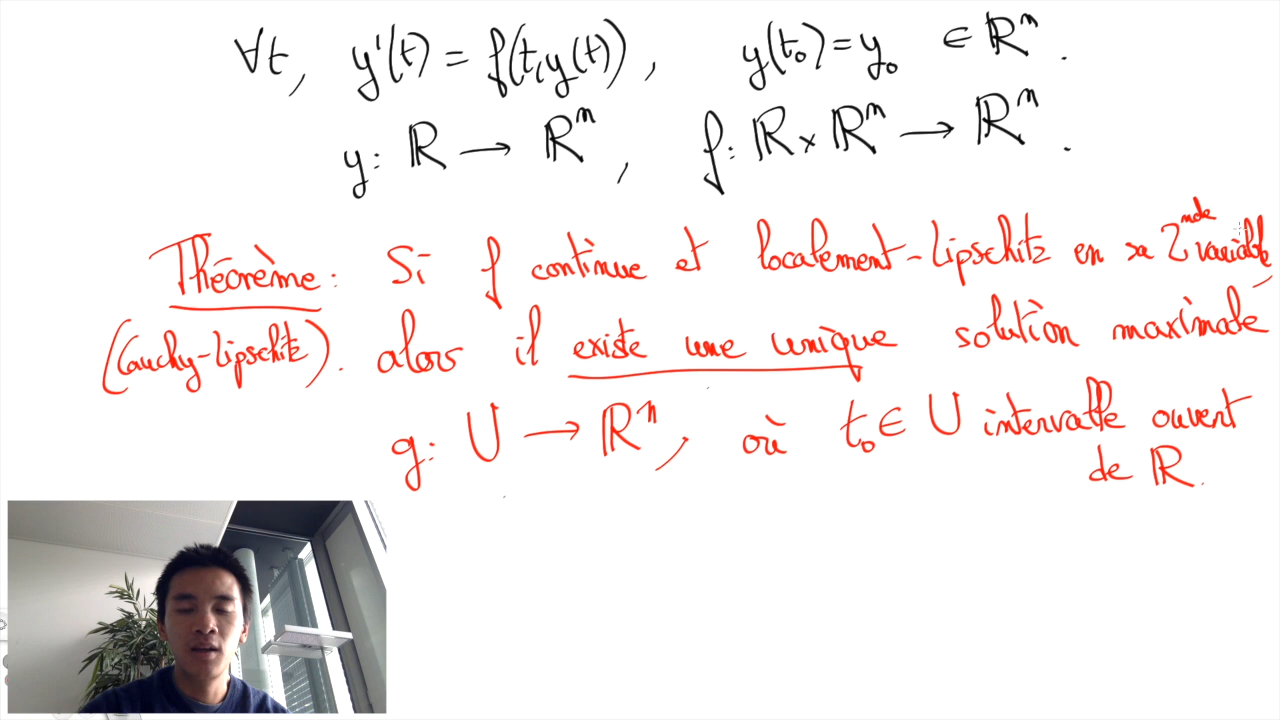 ∀t, y'(t) = f(t,y(t)), y(t₀)=y₀ ∈ ℝⁿ.
y: ℝ → ℝⁿ, f: ℝ × ℝⁿ → ℝⁿ.
Théorème: Si f continue et localement-Lipschitz en sa 2nde variable,
(Cauchy-Lipschitz). alors il existe une unique solution maximale
y: U → ℝⁿ, où t₀ ∈ U intervalle ouvert
de ℝ.